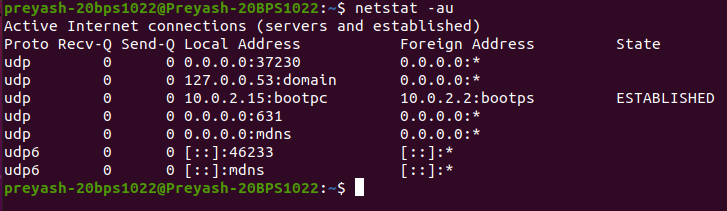 preyash-20bps1022@Preyash-20BPS1022:~$ netstat -au
Active Internet connections (servers and established)
Proto Recv-Q Send-Q Local Address           Foreign Address         State
udp        0      0 0.0.0.0:37230           0.0.0.0:*
udp        0      0 127.0.0.53:domain       0.0.0.0:*
udp        0      0 10.0.2.15:bootpc        10.0.2.2:bootps         ESTABLISHED
udp        0      0 0.0.0.0:631             0.0.0.0:*
udp        0      0 0.0.0.0:mdns            0.0.0.0:*
udp6       0      0 [::]:46233              [::]:*
udp6       0      0 [::]:mdns               [::]:*
preyash-20bps1022@Preyash-20BPS1022:~$